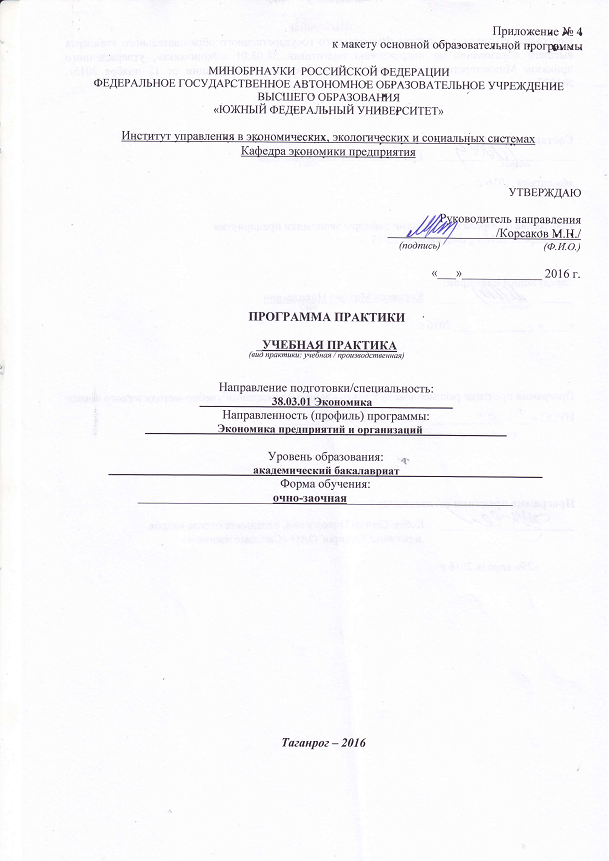 Приложение № 4
к макету основной образовательной программы
МИНОБРНАУКИ РОССИЙСКОЙ ФЕДЕРАЦИИ
ФЕДЕРАЛЬНОЕ ГОСУДАРСТВЕННОЕ АВТОНОМНОЕ ОБРАЗОВАТЕЛЬНОЕ УЧРЕЖДЕНИЕ
ВЫСШЕГО ОБРАЗОВАНИЯ
«ЮЖНЫЙ ФЕДЕРАЛЬНЫЙ УНИВЕРСИТЕТ»
Институт управления в экономических, экологических и социальных системах
Кафедра экономики предприятия
УТВЕРЖДАЮ
Руководитель направления
/Корсаков М.Н./
(подпись) (Ф.И.О.)
«___»______________ 2016 г.
ПРОГРАММА ПРАКТИКИ
УЧЕБНАЯ ПРАКТИКА
(вид практики: учебная / производственная)
Направление подготовки/специальность:
38.03.01 Экономика
Направленность (профиль) программы:
Экономика предприятий и организаций
Уровень образования:
академический бакалавриат
Форма обучения:
очно-заочная
Таганрог – 2016